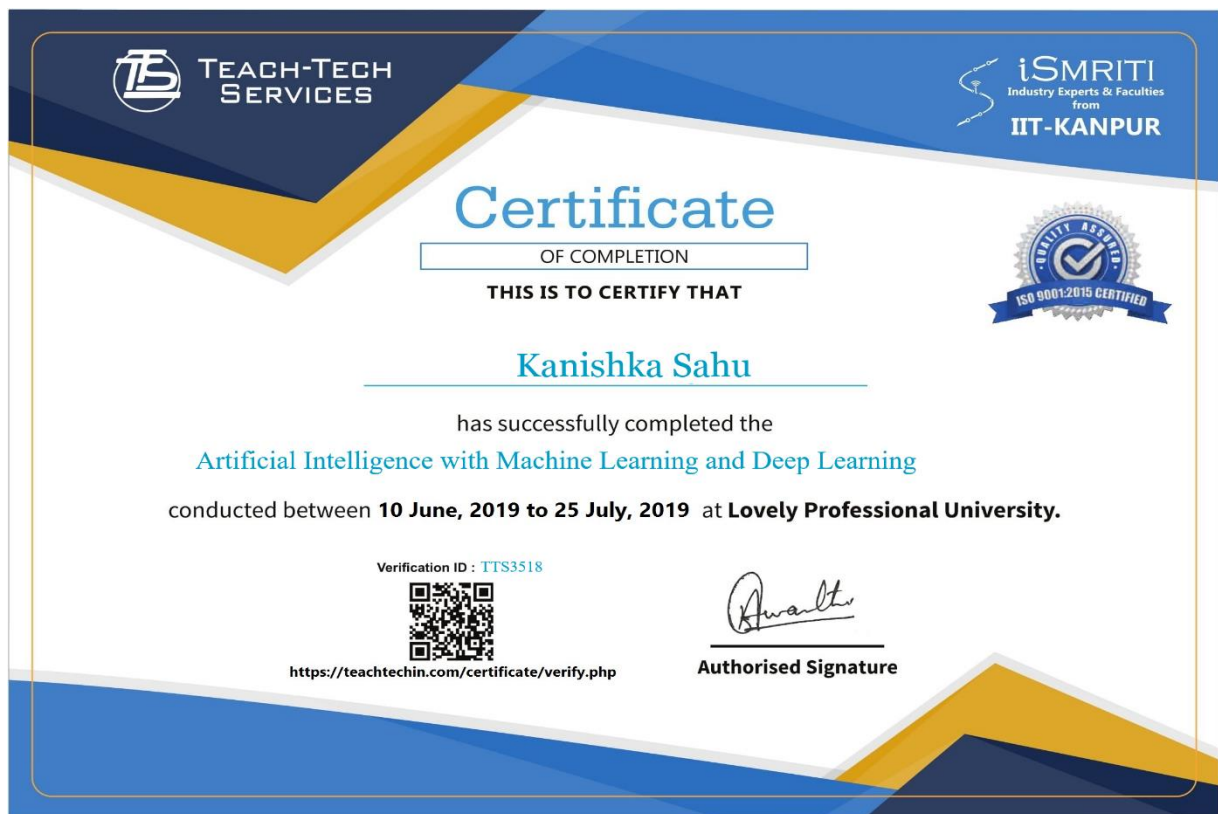 TEACH-TECH
SERVICES
iSMRITI
Industry Experts & Faculties
from
IIT-KANPUR
Certificate
OF COMPLETION
THIS IS TO CERTIFY THAT
QUALITY ASSURED
ISO 9001:2015 CERTIFIED
Kanishka Sahu
has successfully completed the
Artificial Intelligence with Machine Learning and Deep Learning
conducted between 10 June, 2019 to 25 July, 2019 at Lovely Professional University.
Verification ID : TTS3518
https://teachtechin.com/certificate/verify.php
Authorised Signature